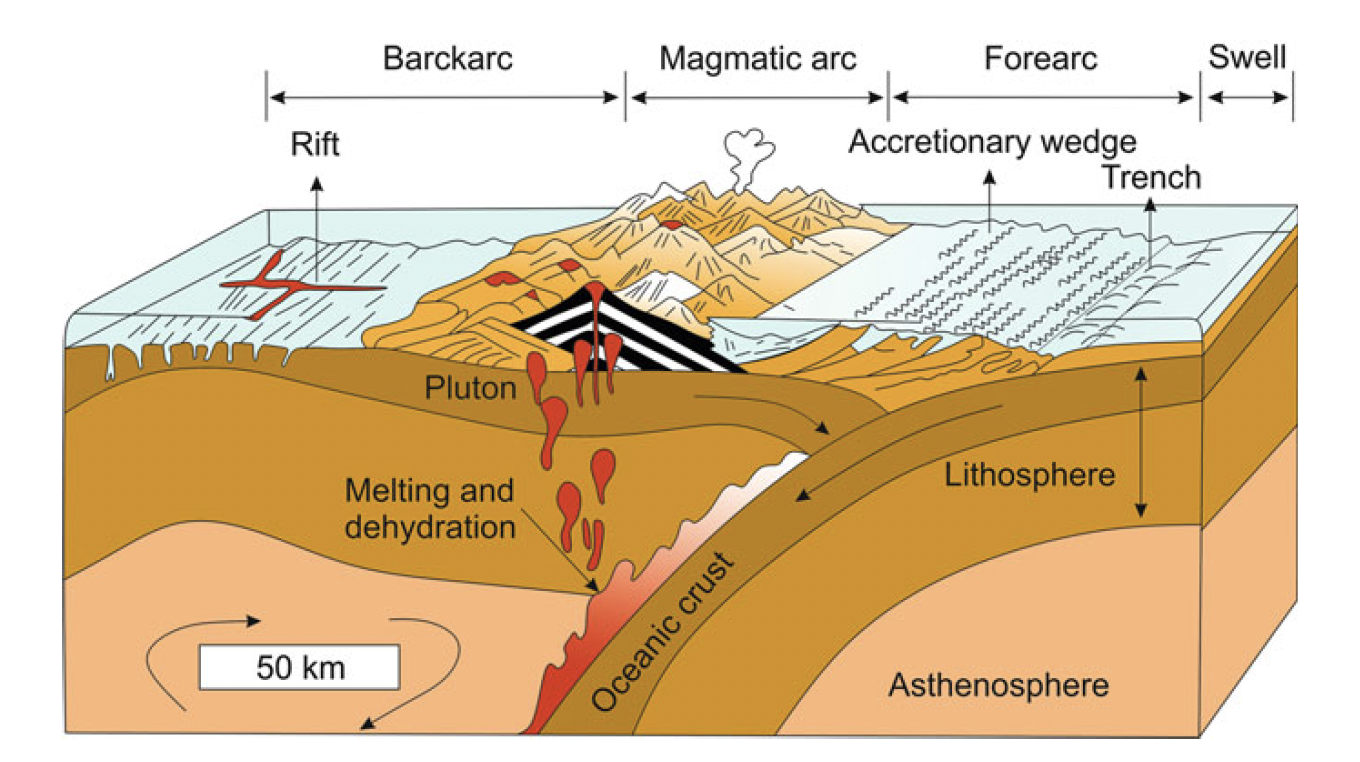 Barckarc
Magmatic arc
Forearc
Swell
Rift
Accretionary wedge
Trench
Pluton
Melting and
dehydration
Lithosphere
Oceanic crust
50 km
Asthenosphere